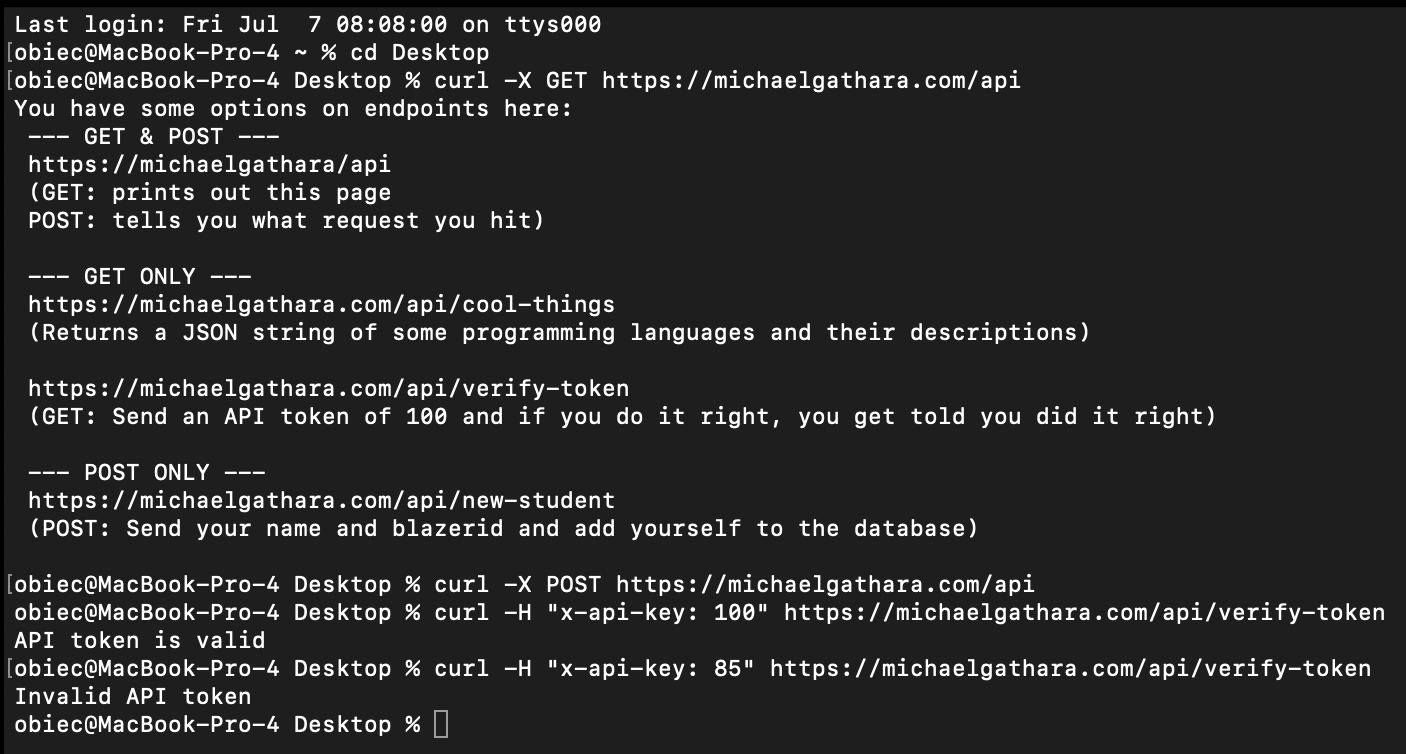 Last login: Fri Jul  7 08:08:00 on ttys000
[obiec@MacBook-Pro-4 ~ % cd Desktop
[obiec@MacBook-Pro-4 Desktop % curl -X GET https://michaelgathara.com/api
You have some options on endpoints here:
--- GET & POST ---
https://michaelgathara/api
(GET: prints out this page
POST: tells you what request you hit)
--- GET ONLY ---
https://michaelgathara.com/api/cool-things
(Returns a JSON string of some programming languages and their descriptions)
https://michaelgathara.com/api/verify-token
(GET: Send an API token of 100 and if you do it right, you get told you did it right)
--- POST ONLY ---
https://michaelgathara.com/api/new-student
(POST: Send your name and blazerid and add yourself to the database)
[obiec@MacBook-Pro-4 Desktop % curl -X POST https://michaelgathara.com/api
obiec@MacBook-Pro-4 Desktop % curl -H "x-api-key: 100" https://michaelgathara.com/api/verify-token
API token is valid
[obiec@MacBook-Pro-4 Desktop % curl -H "x-api-key: 85" https://michaelgathara.com/api/verify-token
Invalid API token
obiec@MacBook-Pro-4 Desktop %